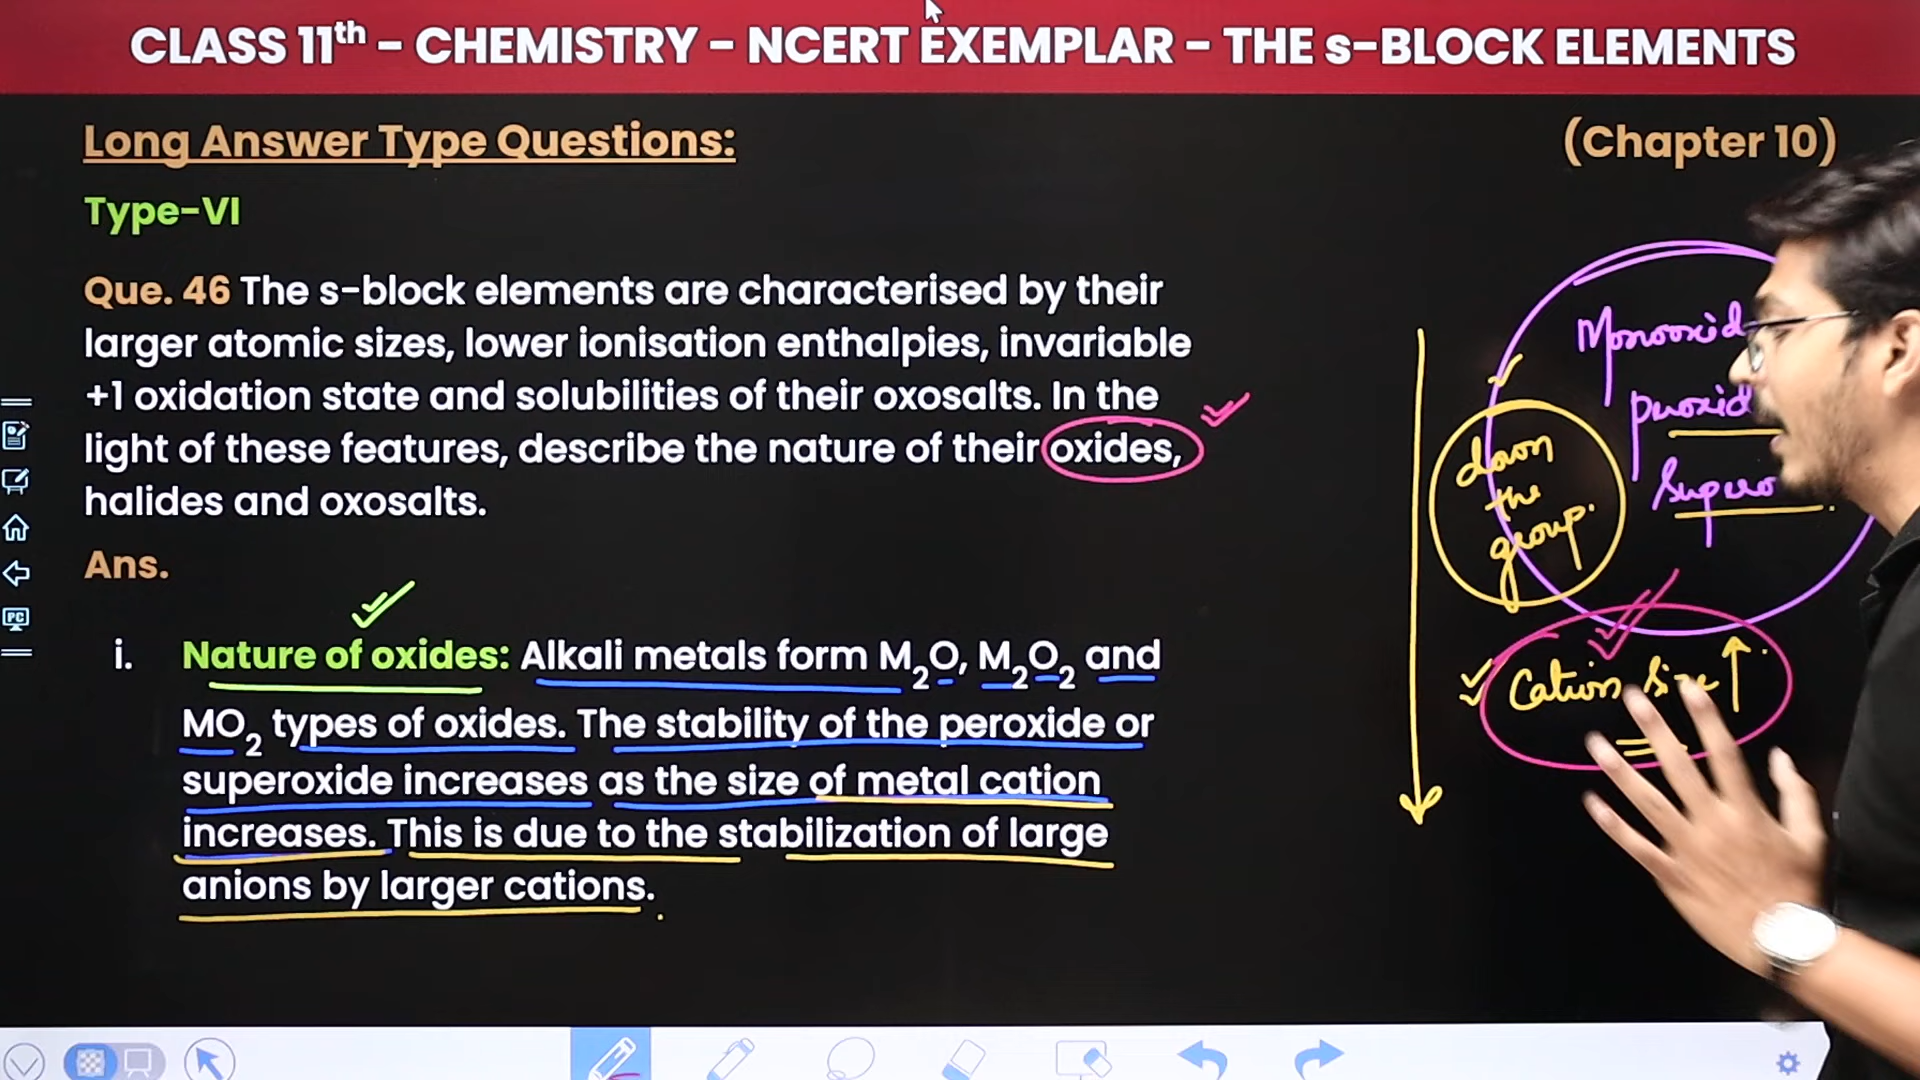 CLASS 11th - CHEMISTRY - NCERT EXEMPLAR - THE s-BLOCK ELEMENTS
Long Answer Type Questions:
(Chapter 10)
Type-VI
Que. 46 The s-block elements are characterised by their
larger atomic sizes, lower ionisation enthalpies, invariable
+1 oxidation state and solubilities of their oxosalts. In the
light of these features, describe the nature of their oxides,
halides and oxosalts.
Ans.
i. Nature of oxides: Alkali metals form M₂O, M₂O₂ and
MO₂ types of oxides. The stability of the peroxide or
superoxide increases as the size of metal cation
increases. This is due to the stabilization of large
anions by larger cations.
Monooxid
peroxid
Supero
down
the
group.
Cation Size ↑
PC